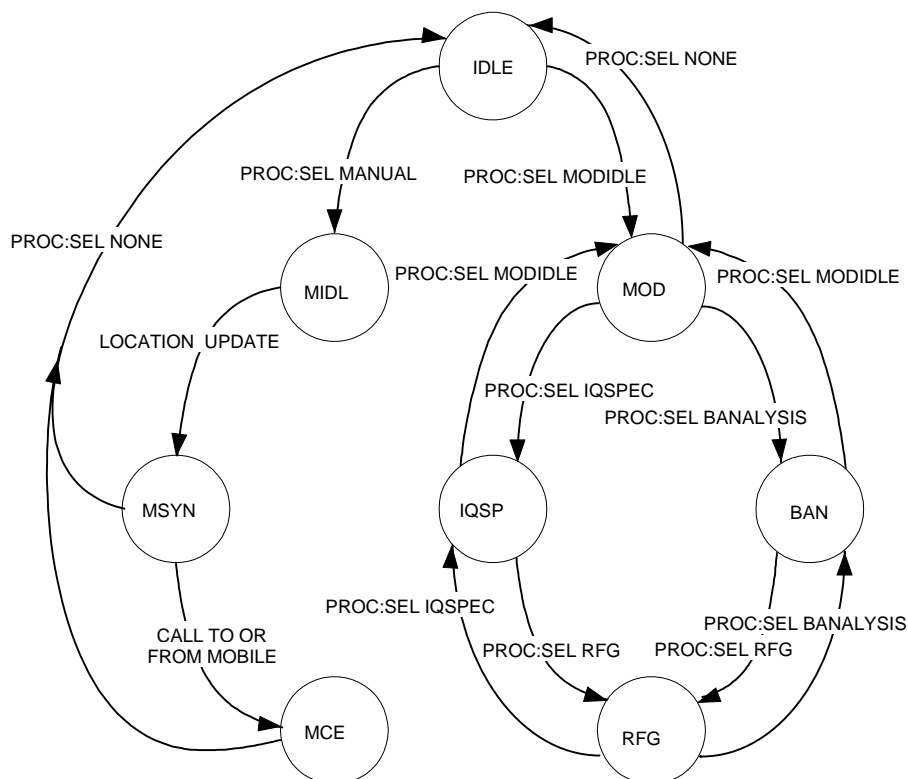 IDLE
PROC:SEL NONE
PROC:SEL MANUAL
PROC:SEL MODIDLE
PROC:SEL NONE
PROC:SEL MODIDLE
PROC:SEL MODIDLE
MIDL
MOD
LOCATION UPDATE
PROC:SEL IQSPEC
PROC:SEL BANALYSIS
MSYN
IQSP
BAN
PROC:SEL IQSPEC
PROC:SEL BANALYSIS
CALL TO OR
FROM MOBILE
PROC:SEL RFG
PROC:SEL RFG
MCE
RFG